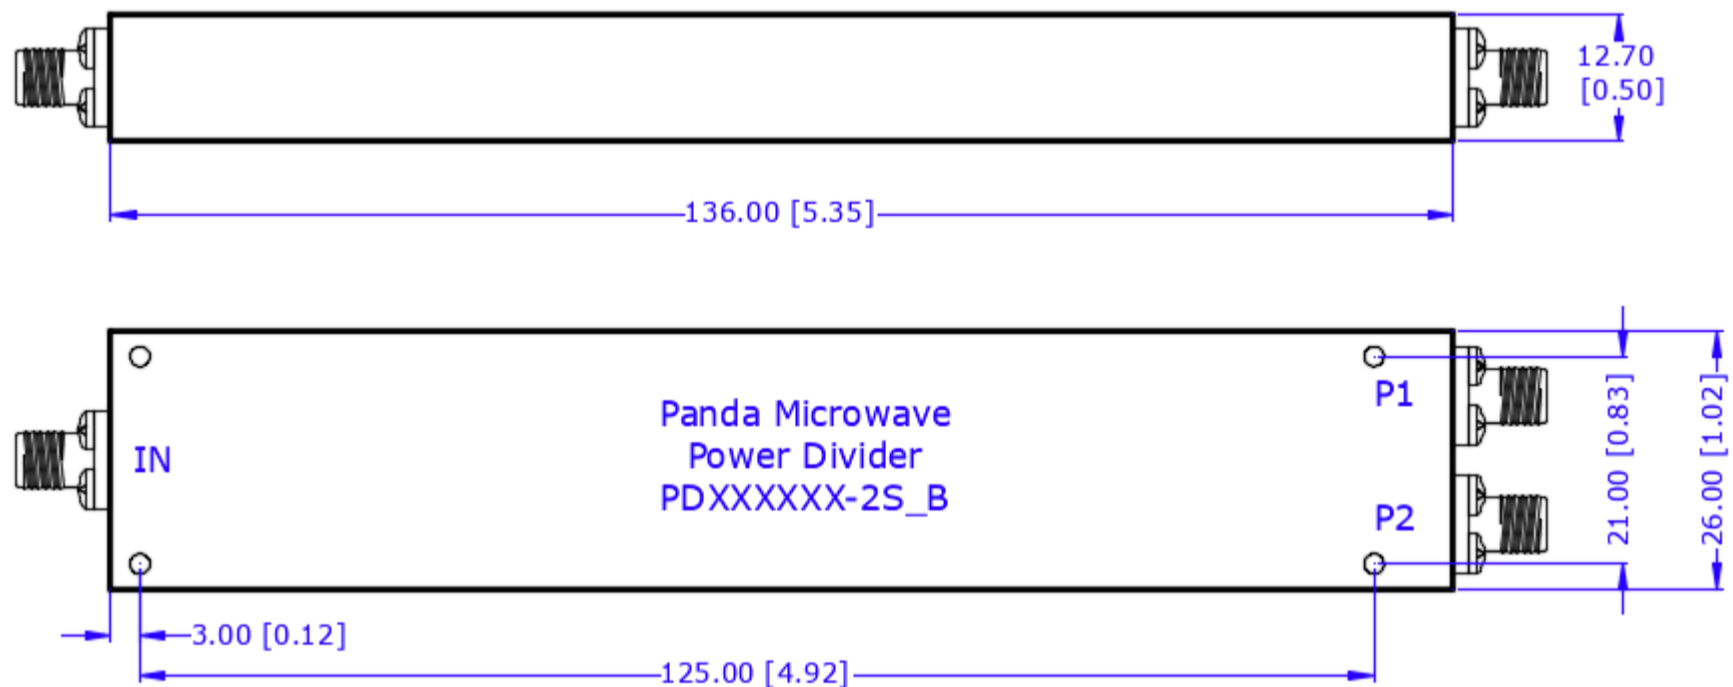 12.70
[0.50]
136.00 [5.35]
Panda Microwave
Power Divider
PDXXXXXX-2S_B
IN
P1
P2
21.00 [0.83]
26.00 [1.02]
3.00 [0.12]
125.00 [4.92]